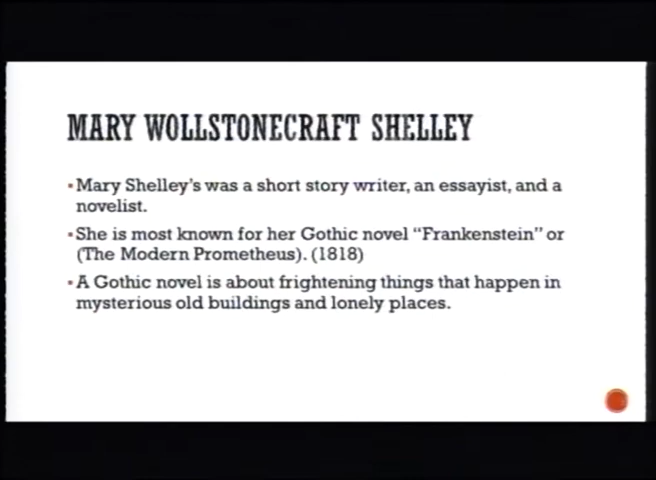 MARY WOLLSTONECRAFT SHELLEY
▪Mary Shelley's was a short story writer, an essayist, and a
novelist.
▪She is most known for her Gothic novel “Frankenstein” or
(The Modern Prometheus). (1818)
▪A Gothic novel is about frightening things that happen in
mysterious old buildings and lonely places.